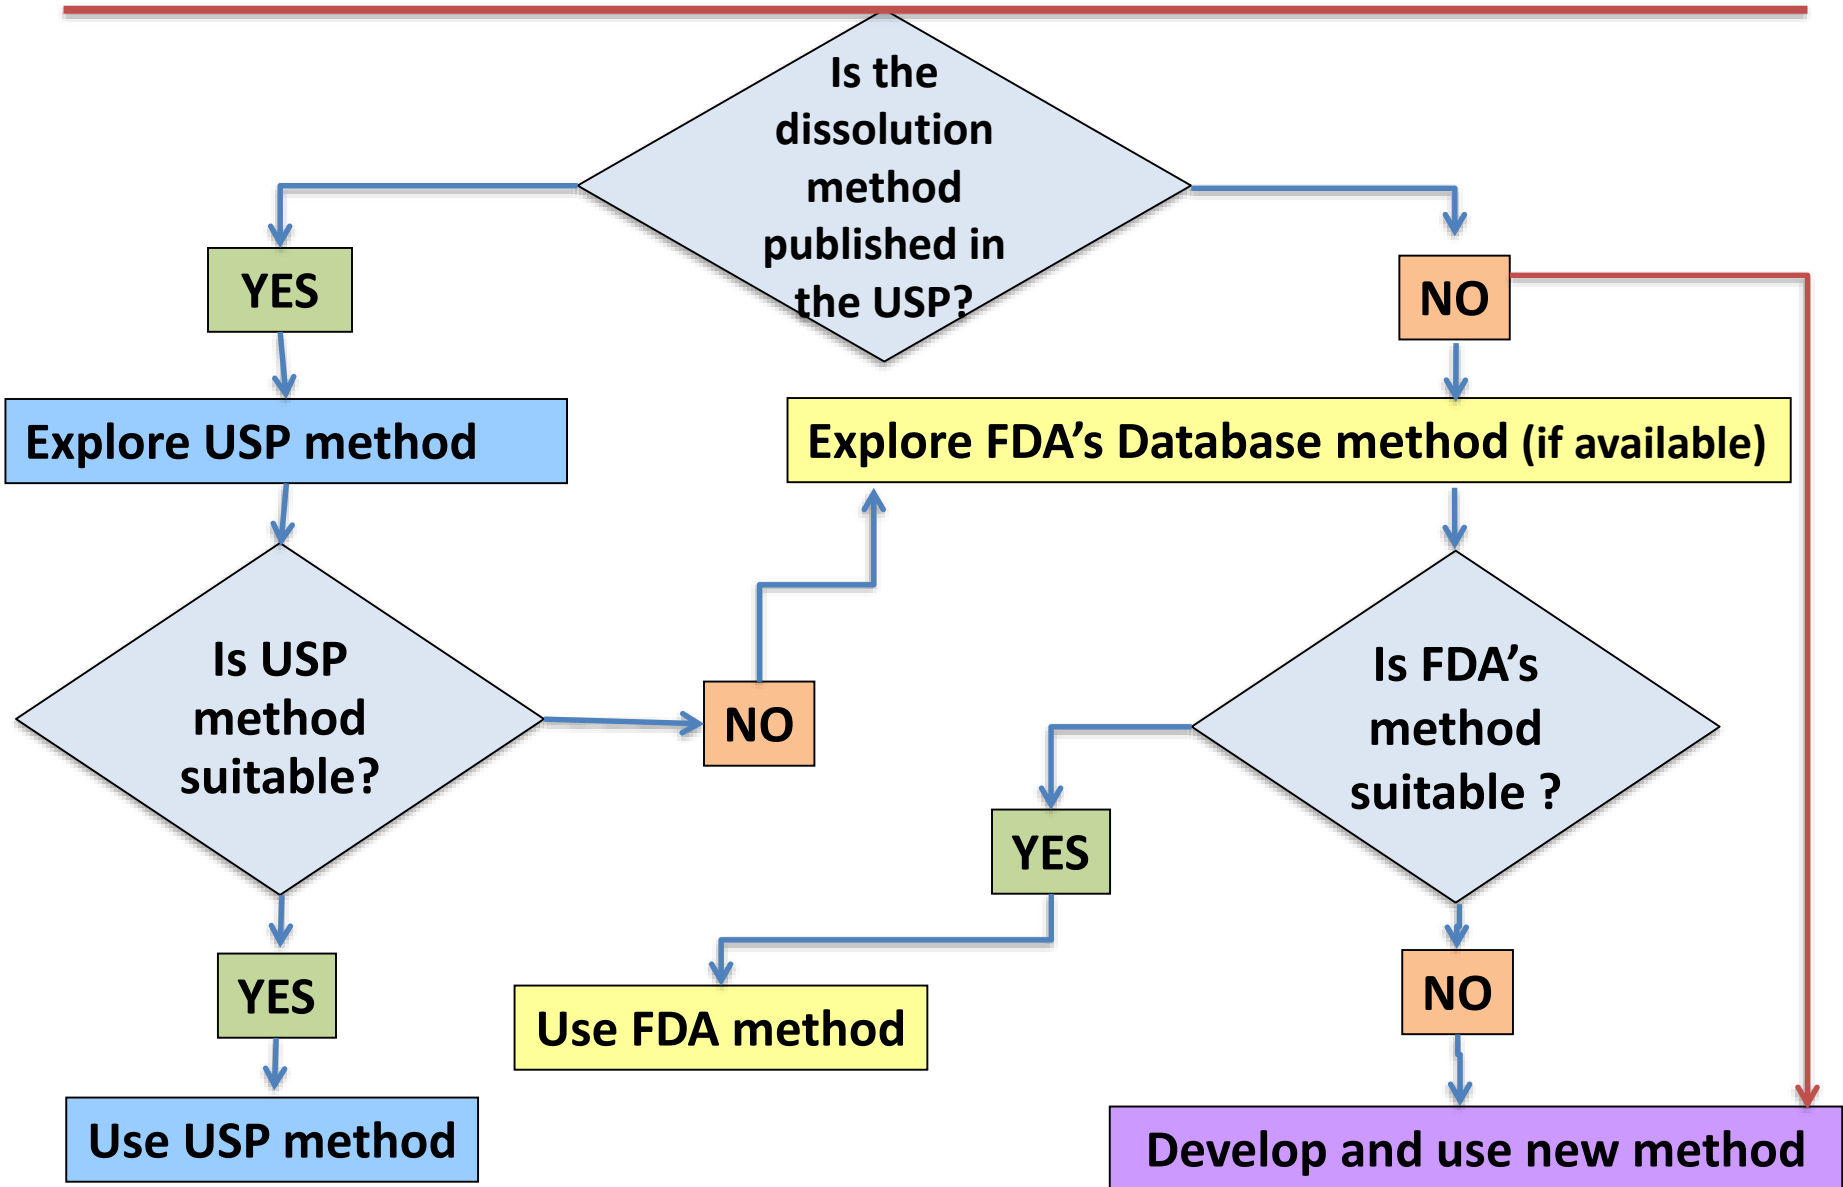 Is the
dissolution
method
published in
the USP?
YES
NO
Explore USP method
Explore FDA’s Database method (if available)
Is USP
method
suitable?
NO
Is FDA’s
method
suitable ?
YES
YES
NO
Use FDA method
Use USP method
Develop and use new method